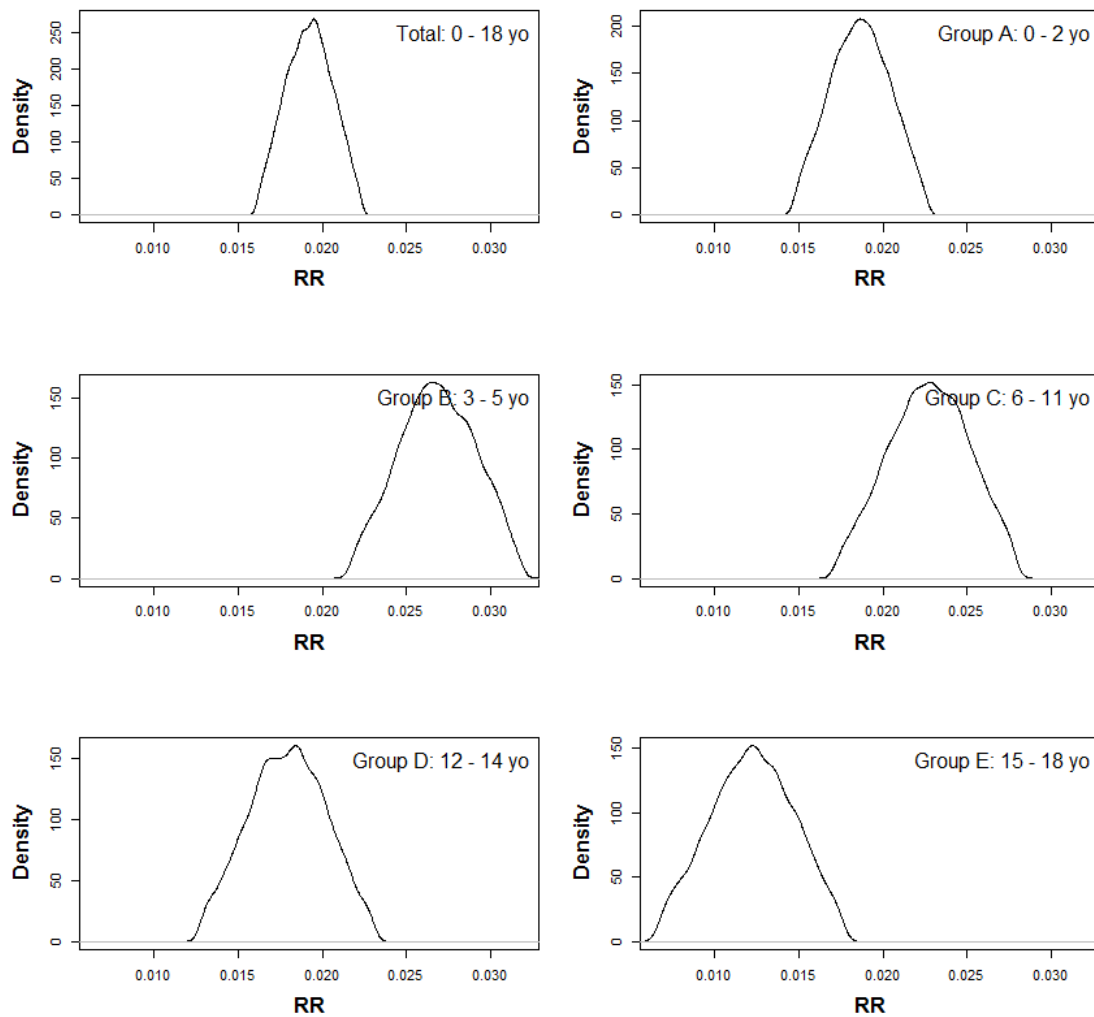 Total: 0 - 18 yo
Density
0 50 100 150 200 250
0.010 0.015 0.020 0.025 0.030
RR
Group A: 0 - 2 yo
Density
0 50 100 150 200
0.010 0.015 0.020 0.025 0.030
RR
Group B: 3 - 5 yo
Density
0 50 100 150
0.010 0.015 0.020 0.025 0.030
RR
Group C: 6 - 11 yo
Density
0 50 100 150
0.010 0.015 0.020 0.025 0.030
RR
Group D: 12 - 14 yo
Density
0 50 100 150
0.010 0.015 0.020 0.025 0.030
RR
Group E: 15 - 18 yo
Density
0 50 100 150
0.010 0.015 0.020 0.025 0.030
RR